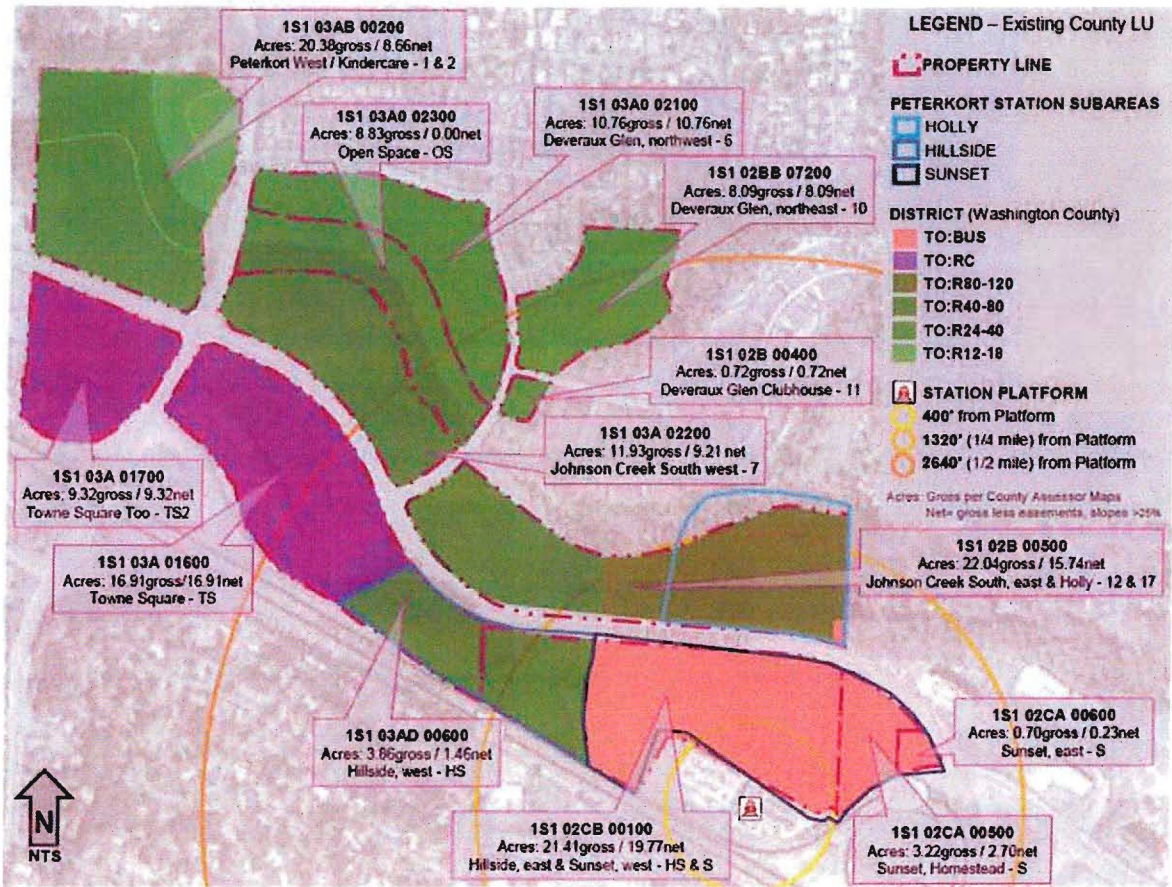 LEGEND – Existing County LU
PROPERTY LINE
PETERKORT STATION SUBAREAS
HOLLY
HILLSIDE
SUNSET
DISTRICT (Washington County)
TO:BUS
TO:RC
TO:R80-120
TO:R40-80
TO:R24-40
TO:R12-18
STATION PLATFORM
400' from Platform
1320' (1/4 mile) from Platform
2640' (1/2 mile) from Platform
Acres: Gross per County Assessor Maps
Net= gross less easements, slopes >25%
1S1 03AB 00200
Acres: 20.38gross / 8.66net
Peterkort West / Kindercare - 1 & 2
1S1 03A0 02300
Acres: 8.83gross / 0.00net
Open Space - OS
1S1 03A0 02100
Acres: 10.76gross / 10.76net
Deveraux Glen, northwest - 6
1S1 02BB 07200
Acres: 8.09gross / 8.09net
Deveraux Glen, northeast - 10
1S1 02B 00400
Acres: 0.72gross / 0.72net
Deveraux Glen Clubhouse - 11
1S1 03A 02200
Acres: 11.93gross / 9.21 net
Johnson Creek South west - 7
1S1 03A 01700
Acres: 9.32gross / 9.32net
Towne Square Too - TS2
1S1 03A 01600
Acres: 16.91gross/16.91net
Towne Square - TS
1S1 02B 00500
Acres: 22.04gross / 15.74net
Johnson Creek South, east & Holly - 12 & 17
1S1 03AD 00600
Acres: 3.86gross / 1.46net
Hillside, west - HS
1S1 02CA 00600
Acres: 0.70gross / 0.23net
Sunset, east - S
1S1 02CB 00100
Acres: 21.41gross / 19.77net
Hillside, east & Sunset, west - HS & S
1S1 02CA 00500
Acres: 3.22gross / 2.70net
Sunset, Homestead - S
N
NTS